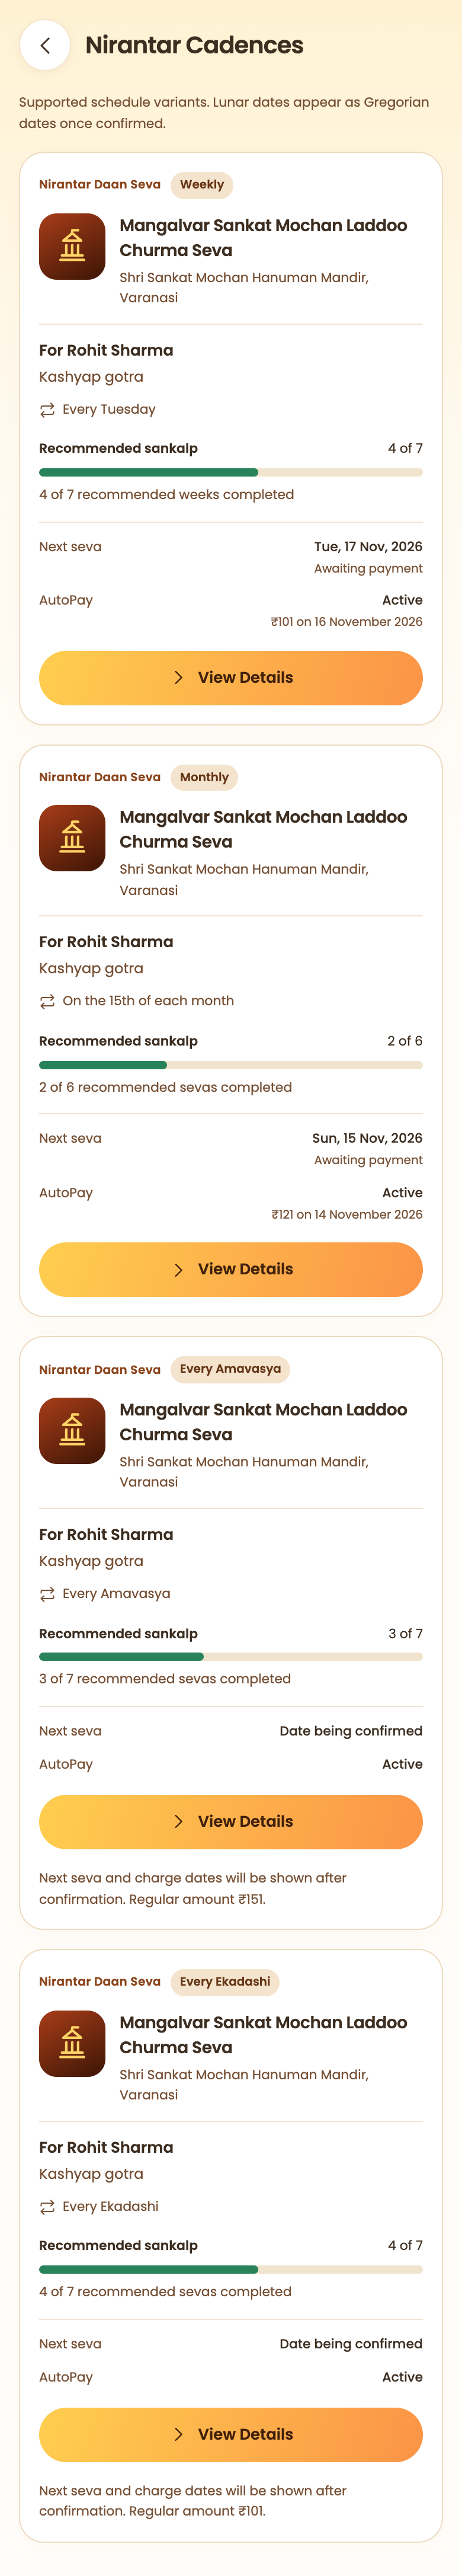 Nirantar Cadences
Supported schedule variants. Lunar dates appear as Gregorian
dates once confirmed.
Nirantar Daan Seva Weekly
Mangalvar Sankat Mochan Laddoo
Churma Seva
Shri Sankat Mochan Hanuman Mandir,
Varanasi
For Rohit Sharma
Kashyap gotra
Every Tuesday
Recommended sankalp 4 of 7
4 of 7 recommended weeks completed
Next seva Tue, 17 Nov, 2026
Awaiting payment
AutoPay Active
₹101 on 16 November 2026
View Details
Nirantar Daan Seva Monthly
Mangalvar Sankat Mochan Laddoo
Churma Seva
Shri Sankat Mochan Hanuman Mandir,
Varanasi
For Rohit Sharma
Kashyap gotra
On the 15th of each month
Recommended sankalp 2 of 6
2 of 6 recommended sevas completed
Next seva Sun, 15 Nov, 2026
Awaiting payment
AutoPay Active
₹121 on 14 November 2026
View Details
Nirantar Daan Seva Every Amavasya
Mangalvar Sankat Mochan Laddoo
Churma Seva
Shri Sankat Mochan Hanuman Mandir,
Varanasi
For Rohit Sharma
Kashyap gotra
Every Amavasya
Recommended sankalp 3 of 7
3 of 7 recommended sevas completed
Next seva Date being confirmed
AutoPay Active
View Details
Next seva and charge dates will be shown after
confirmation. Regular amount ₹151.
Nirantar Daan Seva Every Ekadashi
Mangalvar Sankat Mochan Laddoo
Churma Seva
Shri Sankat Mochan Hanuman Mandir,
Varanasi
For Rohit Sharma
Kashyap gotra
Every Ekadashi
Recommended sankalp 4 of 7
4 of 7 recommended sevas completed
Next seva Date being confirmed
AutoPay Active
View Details
Next seva and charge dates will be shown after
confirmation. Regular amount ₹101.